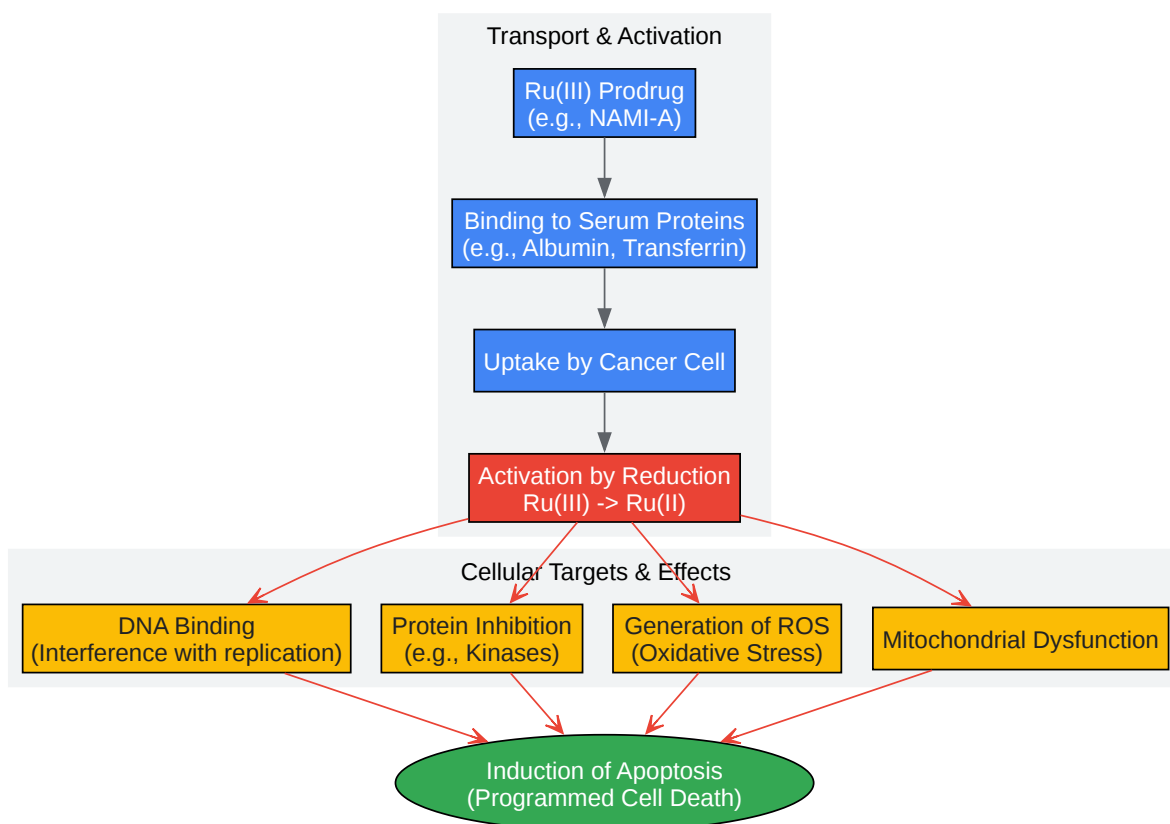 Transport & Activation
Ru(III) Prodrug
(e.g., NAMI-A)
Binding to Serum Proteins
(e.g., Albumin, Transferrin)
Uptake by Cancer Cell
Activation by Reduction
Ru(III) -> Ru(II)
Cellular Targets & Effects
DNA Binding
(Interference with replication)
Protein Inhibition
(e.g., Kinases)
Generation of ROS
(Oxidative Stress)
Mitochondrial Dysfunction
Induction of Apoptosis
(Programmed Cell Death)